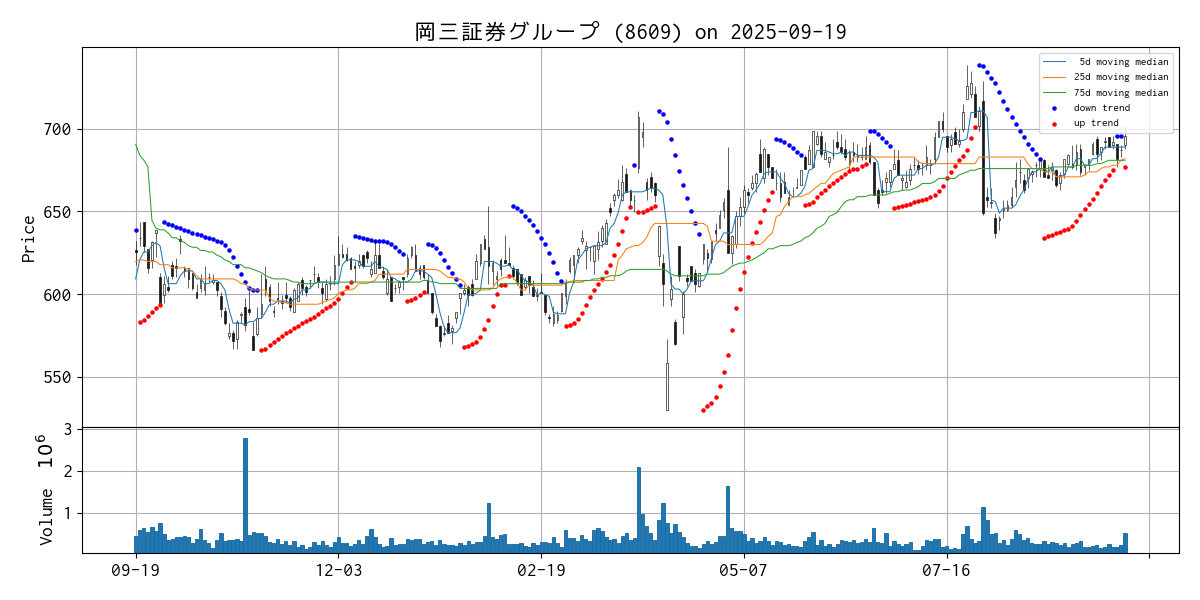 岡三証券グループ (8609) on 2025-09-19
5d moving median
25d moving median
75d moving median
down trend
up trend
700
650
600
550
Price
3
2
1
Volume 10^6
09-19
12-03
02-19
05-07
07-16